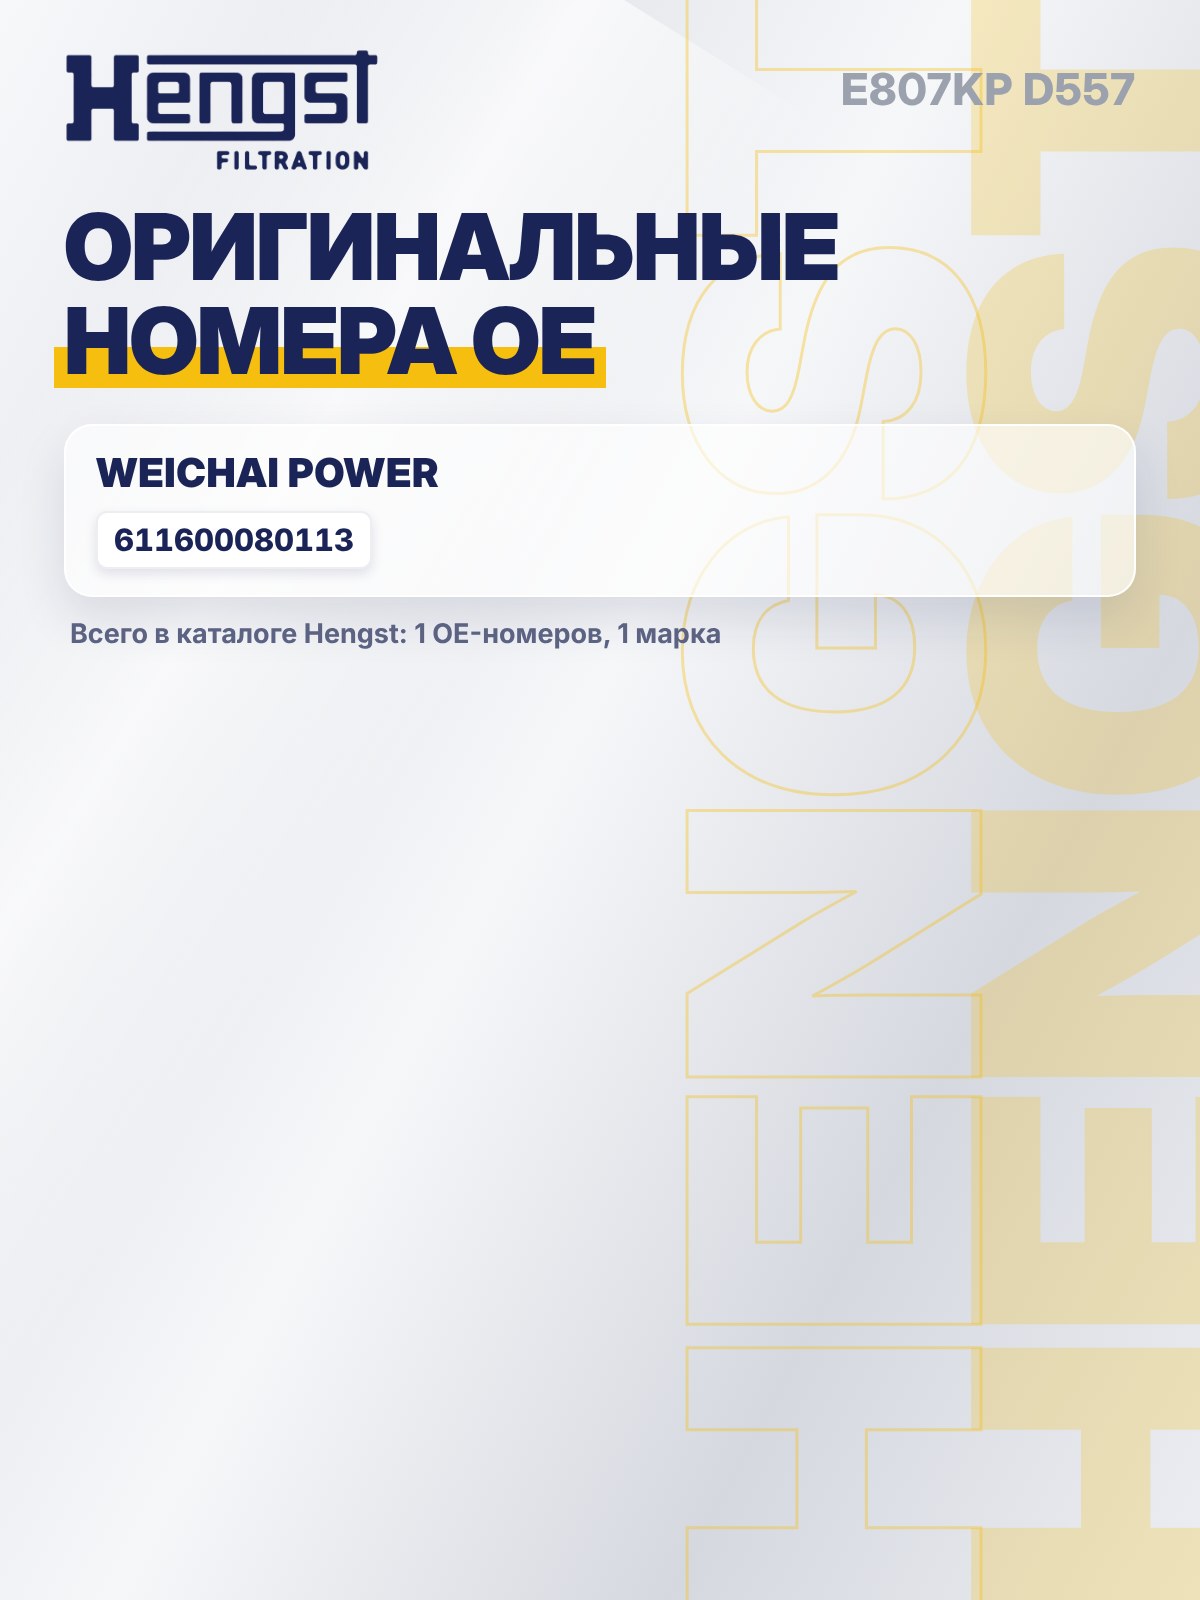 Hengst
FILTRATION
E807KP D557
ОРИГИНАЛЬНЫЕ
НОМЕРА OE
WEICHAI POWER
611600080113
Всего в каталоге Hengst: 1 OE-номеров, 1 марка
HENGST
HENGST